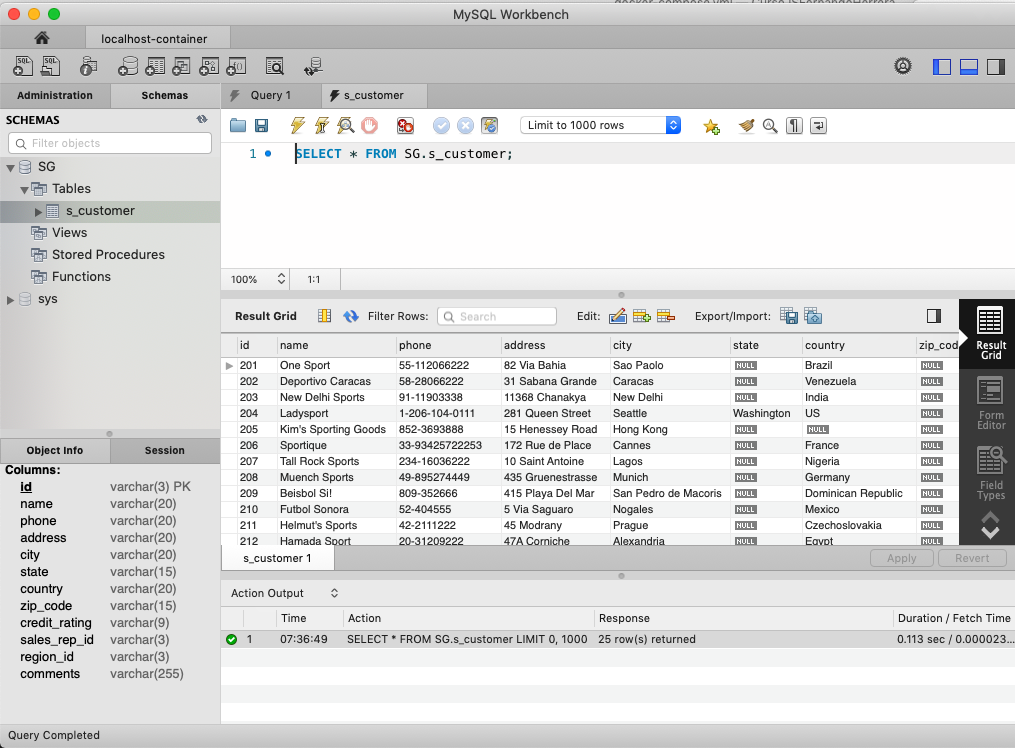 MySQL Workbench
localhost-container
Administration Schemas Query 1 s_customer
SCHEMAS
Filter objects
SG
Tables
s_customer
Views
Stored Procedures
Functions
sys
Limit to 1000 rows
1 SELECT * FROM SG.s_customer;
100% 1:1
Result Grid Filter Rows: Search Edit: Export/Import:
id name phone address city state country zip_cod
201 One Sport 55-112066222 82 Via Bahia Sao Paolo NULL Brazil NULL
202 Deportivo Caracas 58-28066222 31 Sabana Grande Caracas NULL Venezuela NULL
203 New Delhi Sports 91-11903338 11368 Chanakya New Delhi NULL India NULL
204 Ladysport 1-206-104-0111 281 Queen Street Seattle Washington US NULL
205 Kim's Sporting Goods 852-3693888 15 Henessey Road Hong Kong NULL NULL NULL
206 Sportique 33-93425722253 172 Rue de Place Cannes NULL France NULL
207 Tall Rock Sports 234-16036222 10 Saint Antoine Lagos NULL Nigeria NULL
208 Muench Sports 49-895274449 435 Gruenestrasse Munich NULL Germany NULL
209 Beisbol Si! 809-352666 415 Playa Del Mar San Pedro de Macoris NULL Dominican Republic NULL
210 Futbol Sonora 52-404555 5 Via Saguaro Nogales NULL Mexico NULL
211 Helmut's Sports 42-2111222 45 Modrany Prague NULL Czechoslovakia NULL
212 Hamada Sport 20-31209222 47A Corniche Alexandria NULL Egypt NULL
Result
Grid
Form
Editor
Field
Types
Object Info Session
Columns:
id varchar(3) PK
name varchar(20)
phone varchar(20)
address varchar(20)
city varchar(20)
state varchar(15)
country varchar(20)
zip_code varchar(15)
credit_rating varchar(9)
sales_rep_id varchar(3)
region_id varchar(3)
comments varchar(255)
s_customer 1 Apply Revert
Action Output
Time Action Response Duration / Fetch Time
1 07:36:49 SELECT * FROM SG.s_customer LIMIT 0, 1000 25 row(s) returned 0.113 sec / 0.000023...
Query Completed